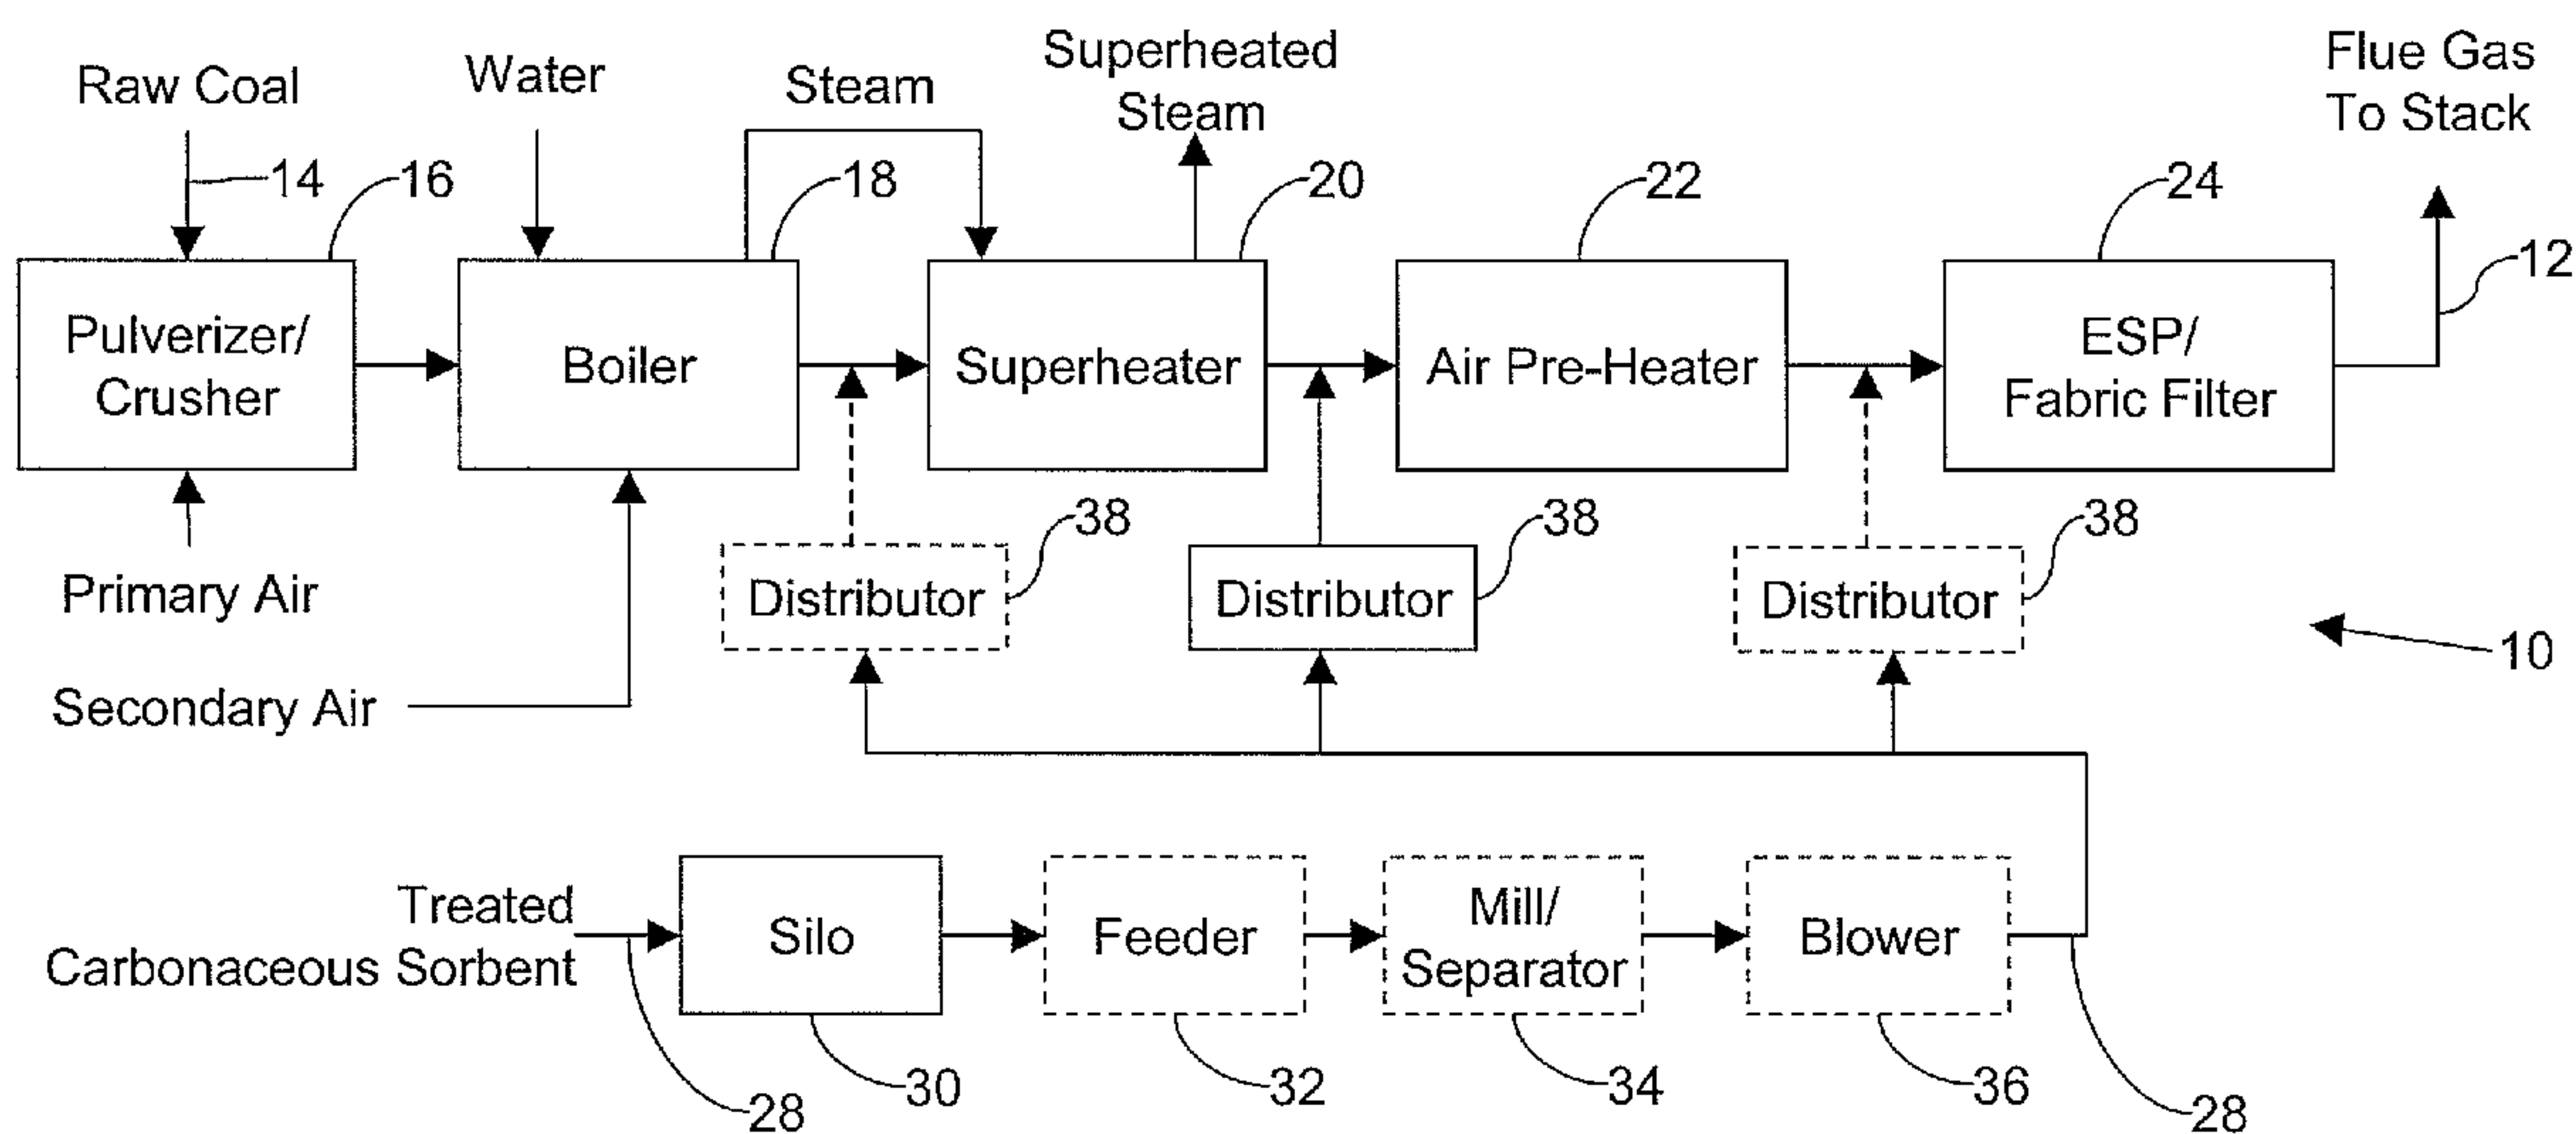 Raw Coal
Water
Steam
Superheated
Steam
Flue Gas
To Stack
14
16
18
20
22
24
12
Pulverizer/
Crusher
Boiler
Superheater
Air Pre-Heater
ESP/
Fabric Filter
Primary Air
Secondary Air
Distributor
38
Distributor
38
Distributor
38
10
Treated
Carbonaceous Sorbent
Silo
Feeder
Mill/
Separator
Blower
28
30
32
34
36
28